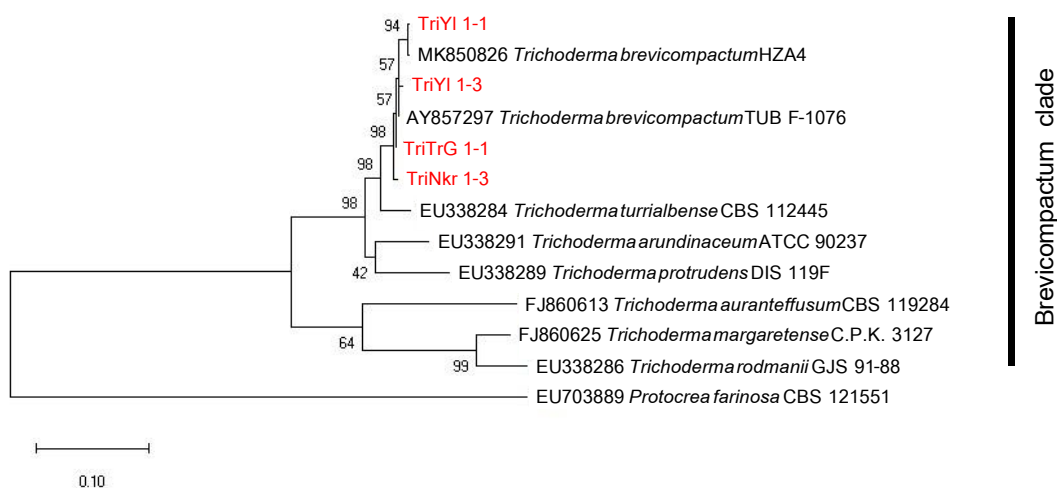 94
TriYI 1-1
MK850826 Trichoderma brevicompactum HZA4
57
TriYI 1-3
57
AY857297 Trichoderma brevicompactum TUB F-1076
98
TriTrG 1-1
98
TriNkr 1-3
98
EU338284 Trichoderma turrialbense CBS 112445
EU338291 Trichoderma arundinaceum ATCC 90237
42
EU338289 Trichoderma protrudens DIS 119F
FJ860613 Trichoderma auranteffusum CBS 119284
64
FJ860625 Trichoderma margaretense C.P.K. 3127
99
EU338286 Trichoderma rodmanii GJS 91-88
EU703889 Protocrea farinosa CBS 121551
0.10
Brevicompactum clade